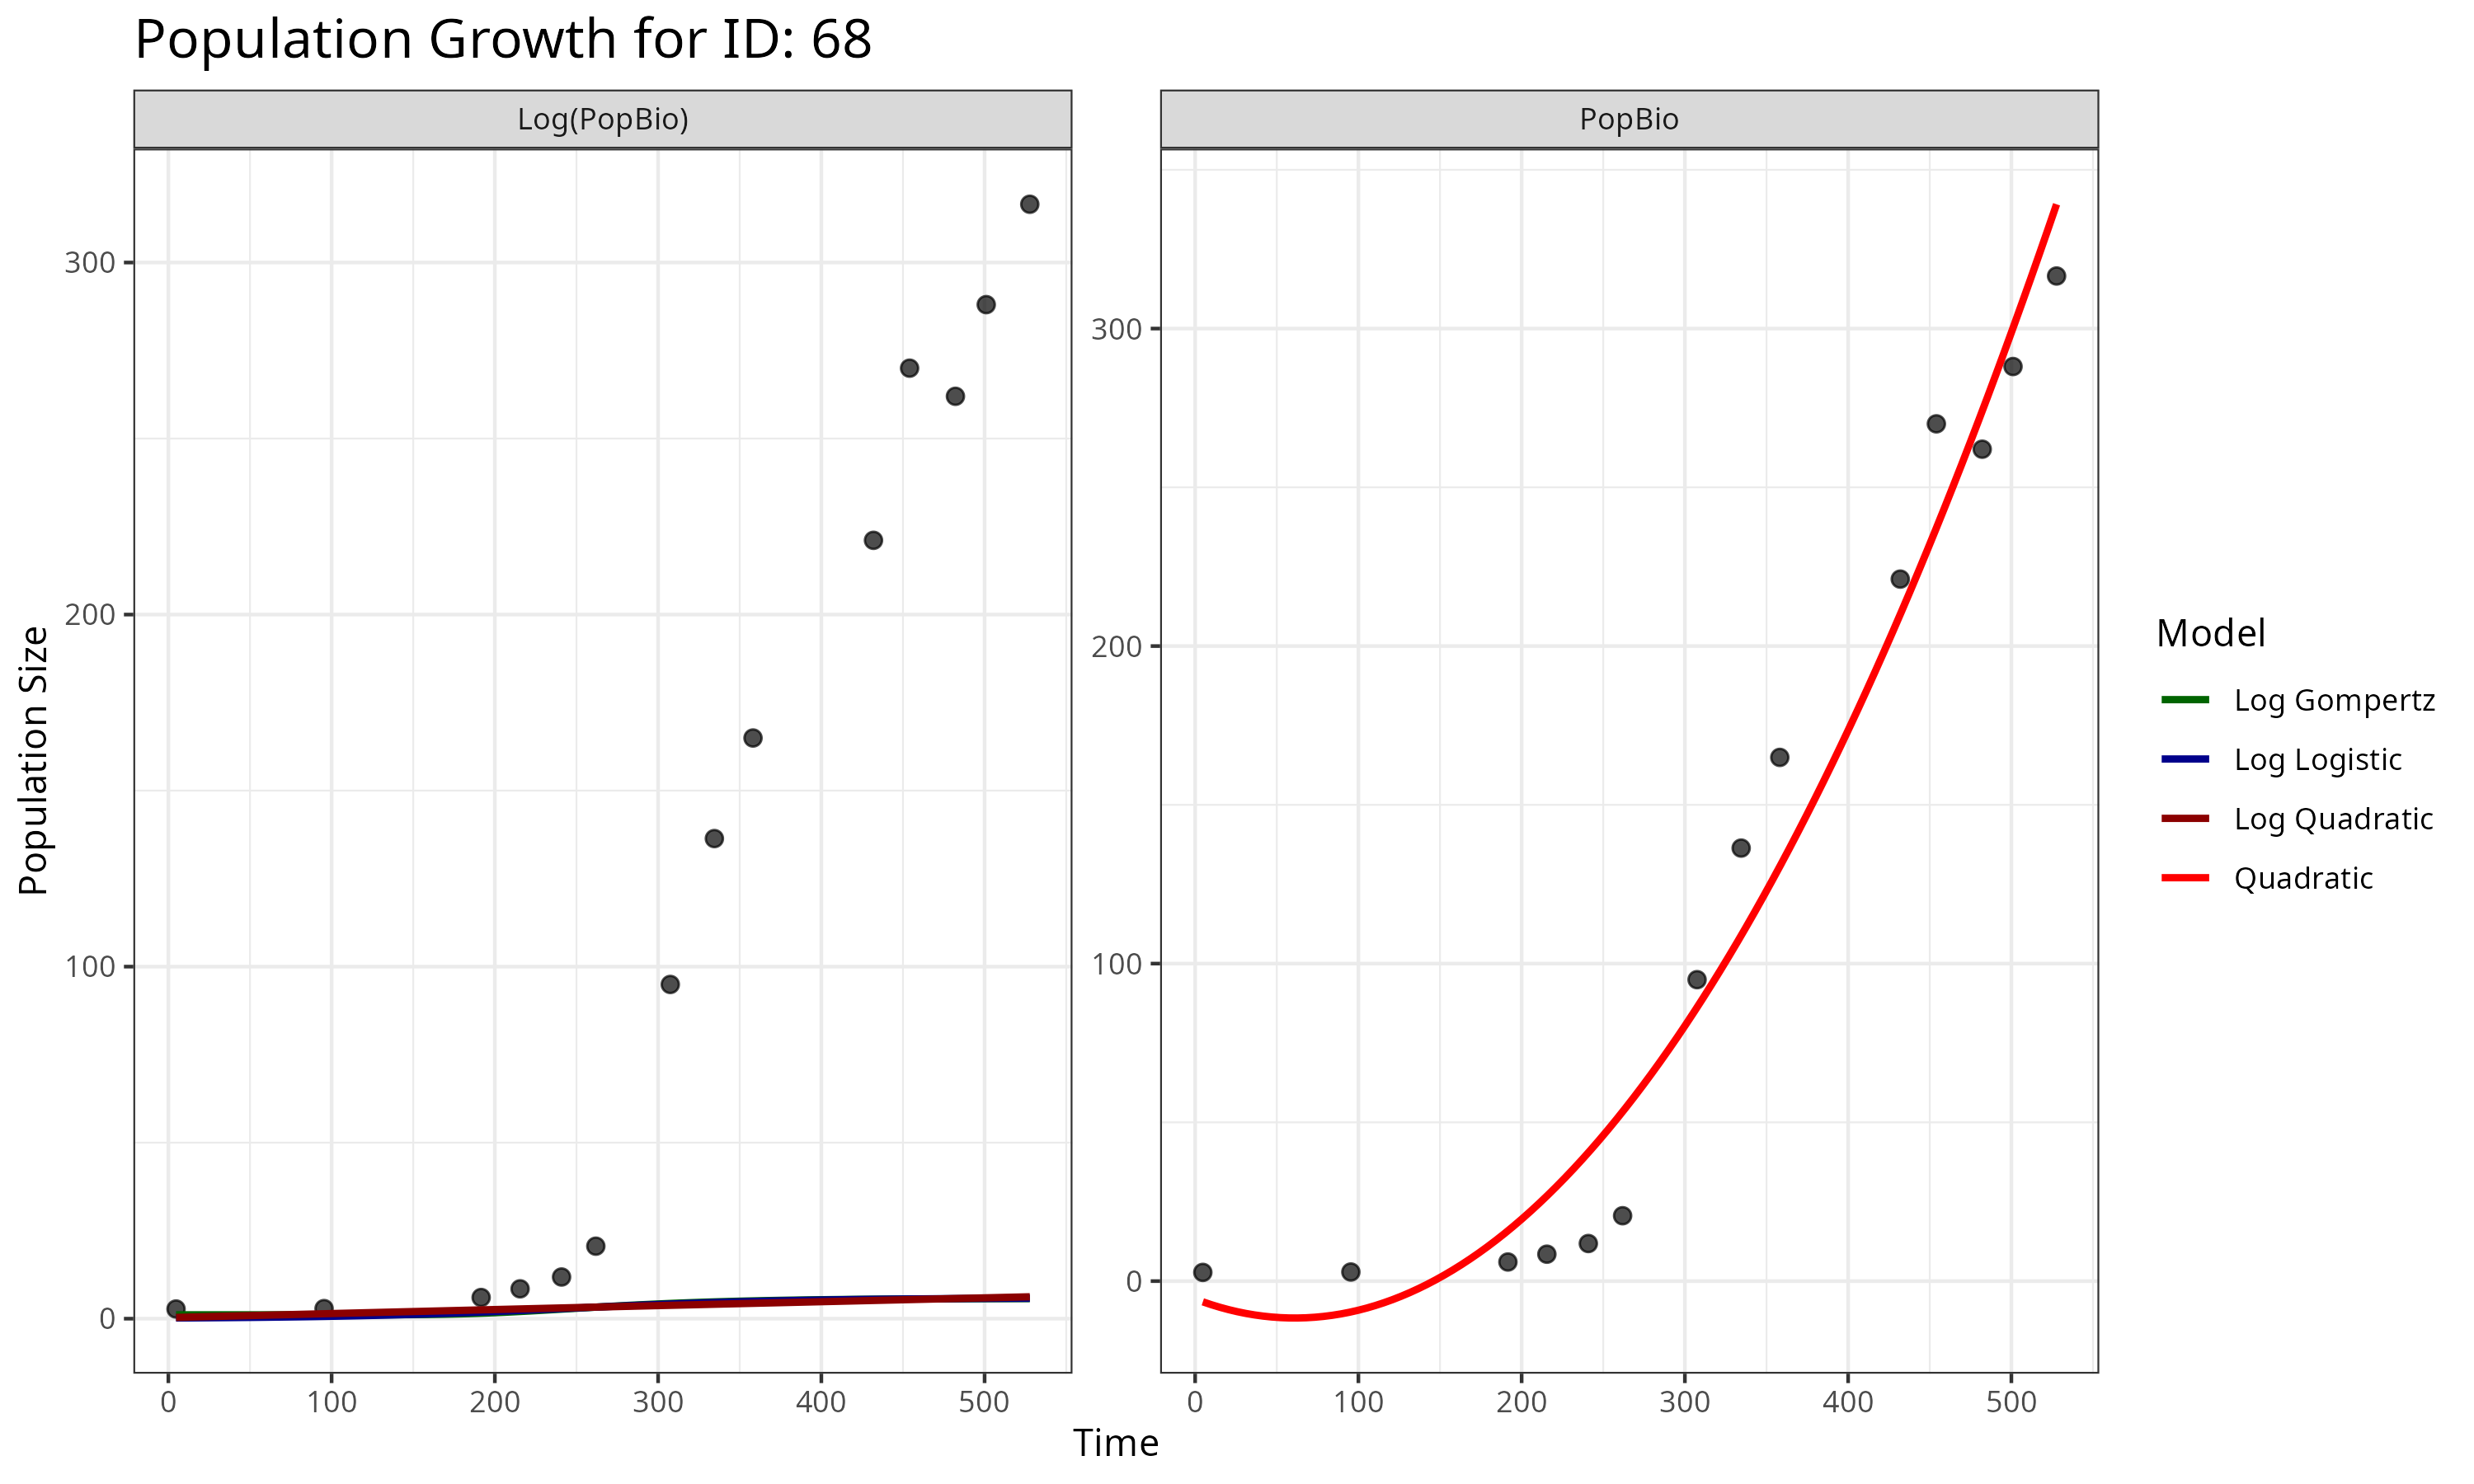 Population Growth for ID: 68
Log(PopBio)
PopBio
Population Size
300
200
100
0
300
200
100
0
0 100 200 300 400 500
0 100 200 300 400 500
Time
Model
Log Gompertz
Log Logistic
Log Quadratic
Quadratic